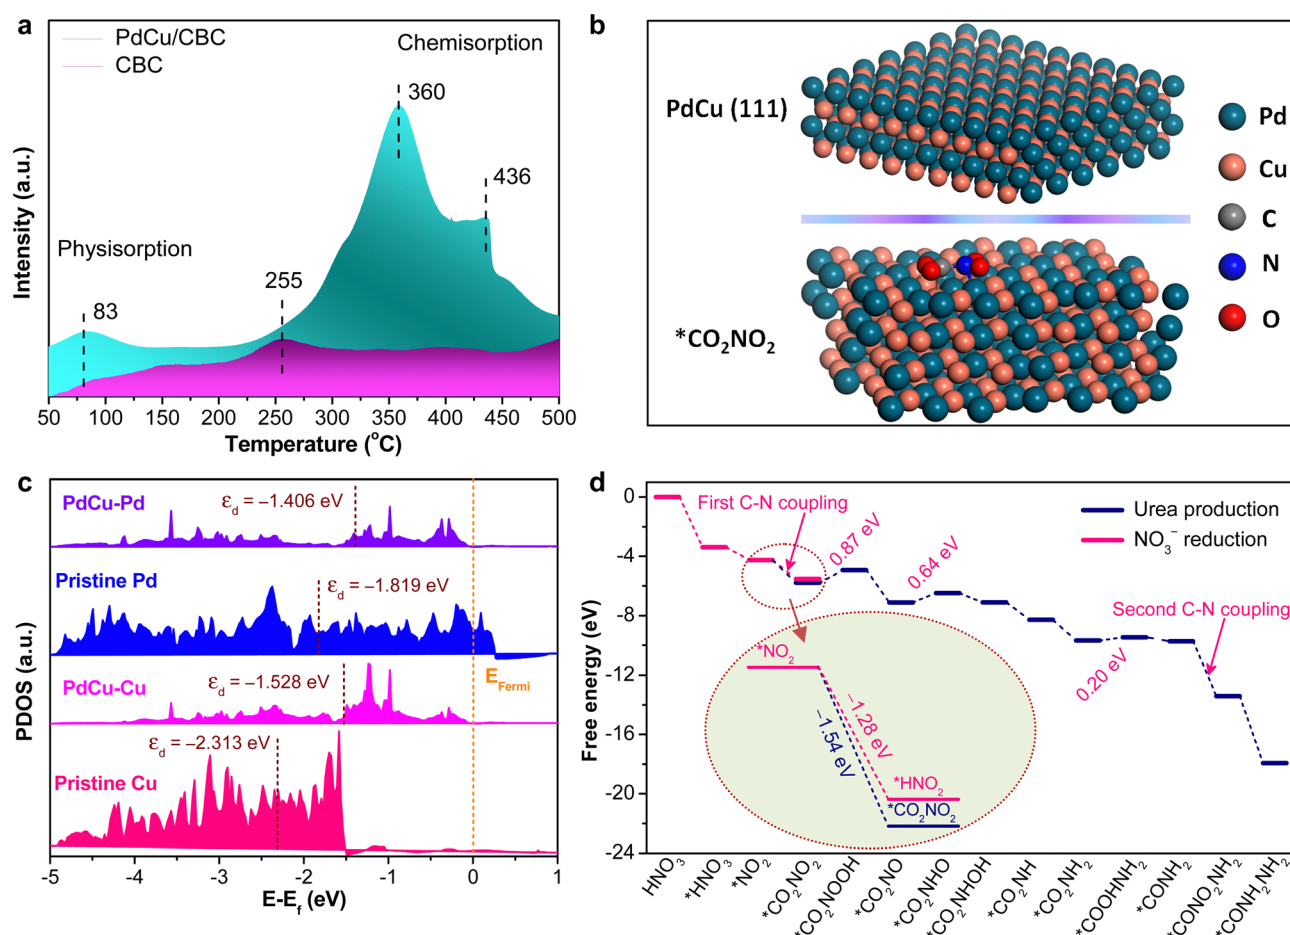 a
PdCu/CBC
CBC
Chemisorption
360
436
Physisorption
83
255
Intensity (a.u.)
50 100 150 200 250 300 350 400 450 500
Temperature (°C)
b
PdCu (111)
*CO₂NO₂
Pd
Cu
C
N
O
c
PdCu-Pd
εd = −1.406 eV
Pristine Pd
εd = −1.819 eV
PdCu-Cu
εd = −1.528 eV
EFermi
Pristine Cu
εd = −2.313 eV
PDOS (a.u.)
-5 -4 -3 -2 -1 0 1
E-Ef (eV)
d
First C-N coupling
Urea production
NO₃⁻ reduction
0.87 eV
0.64 eV
Second C-N coupling
0.20 eV
*NO₂
−1.28 eV
−1.54 eV
*HNO₂
*CO₂NO₂
Free energy (eV)
0
-4
-8
-12
-16
-20
-24
HNO₃
*HNO₃
*NO₂
*CO₂NO₂
*CO₂NOOH
*CO₂NO
*CO₂NHO
*CO₂NHOH
*CO₂NH
*CO₂NH₂
*COOHNH₂
*CONH₂
*CONO₂NH₂
*CONH₂NH₂